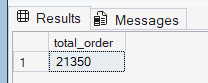 Results Messages
total_order
1 21350